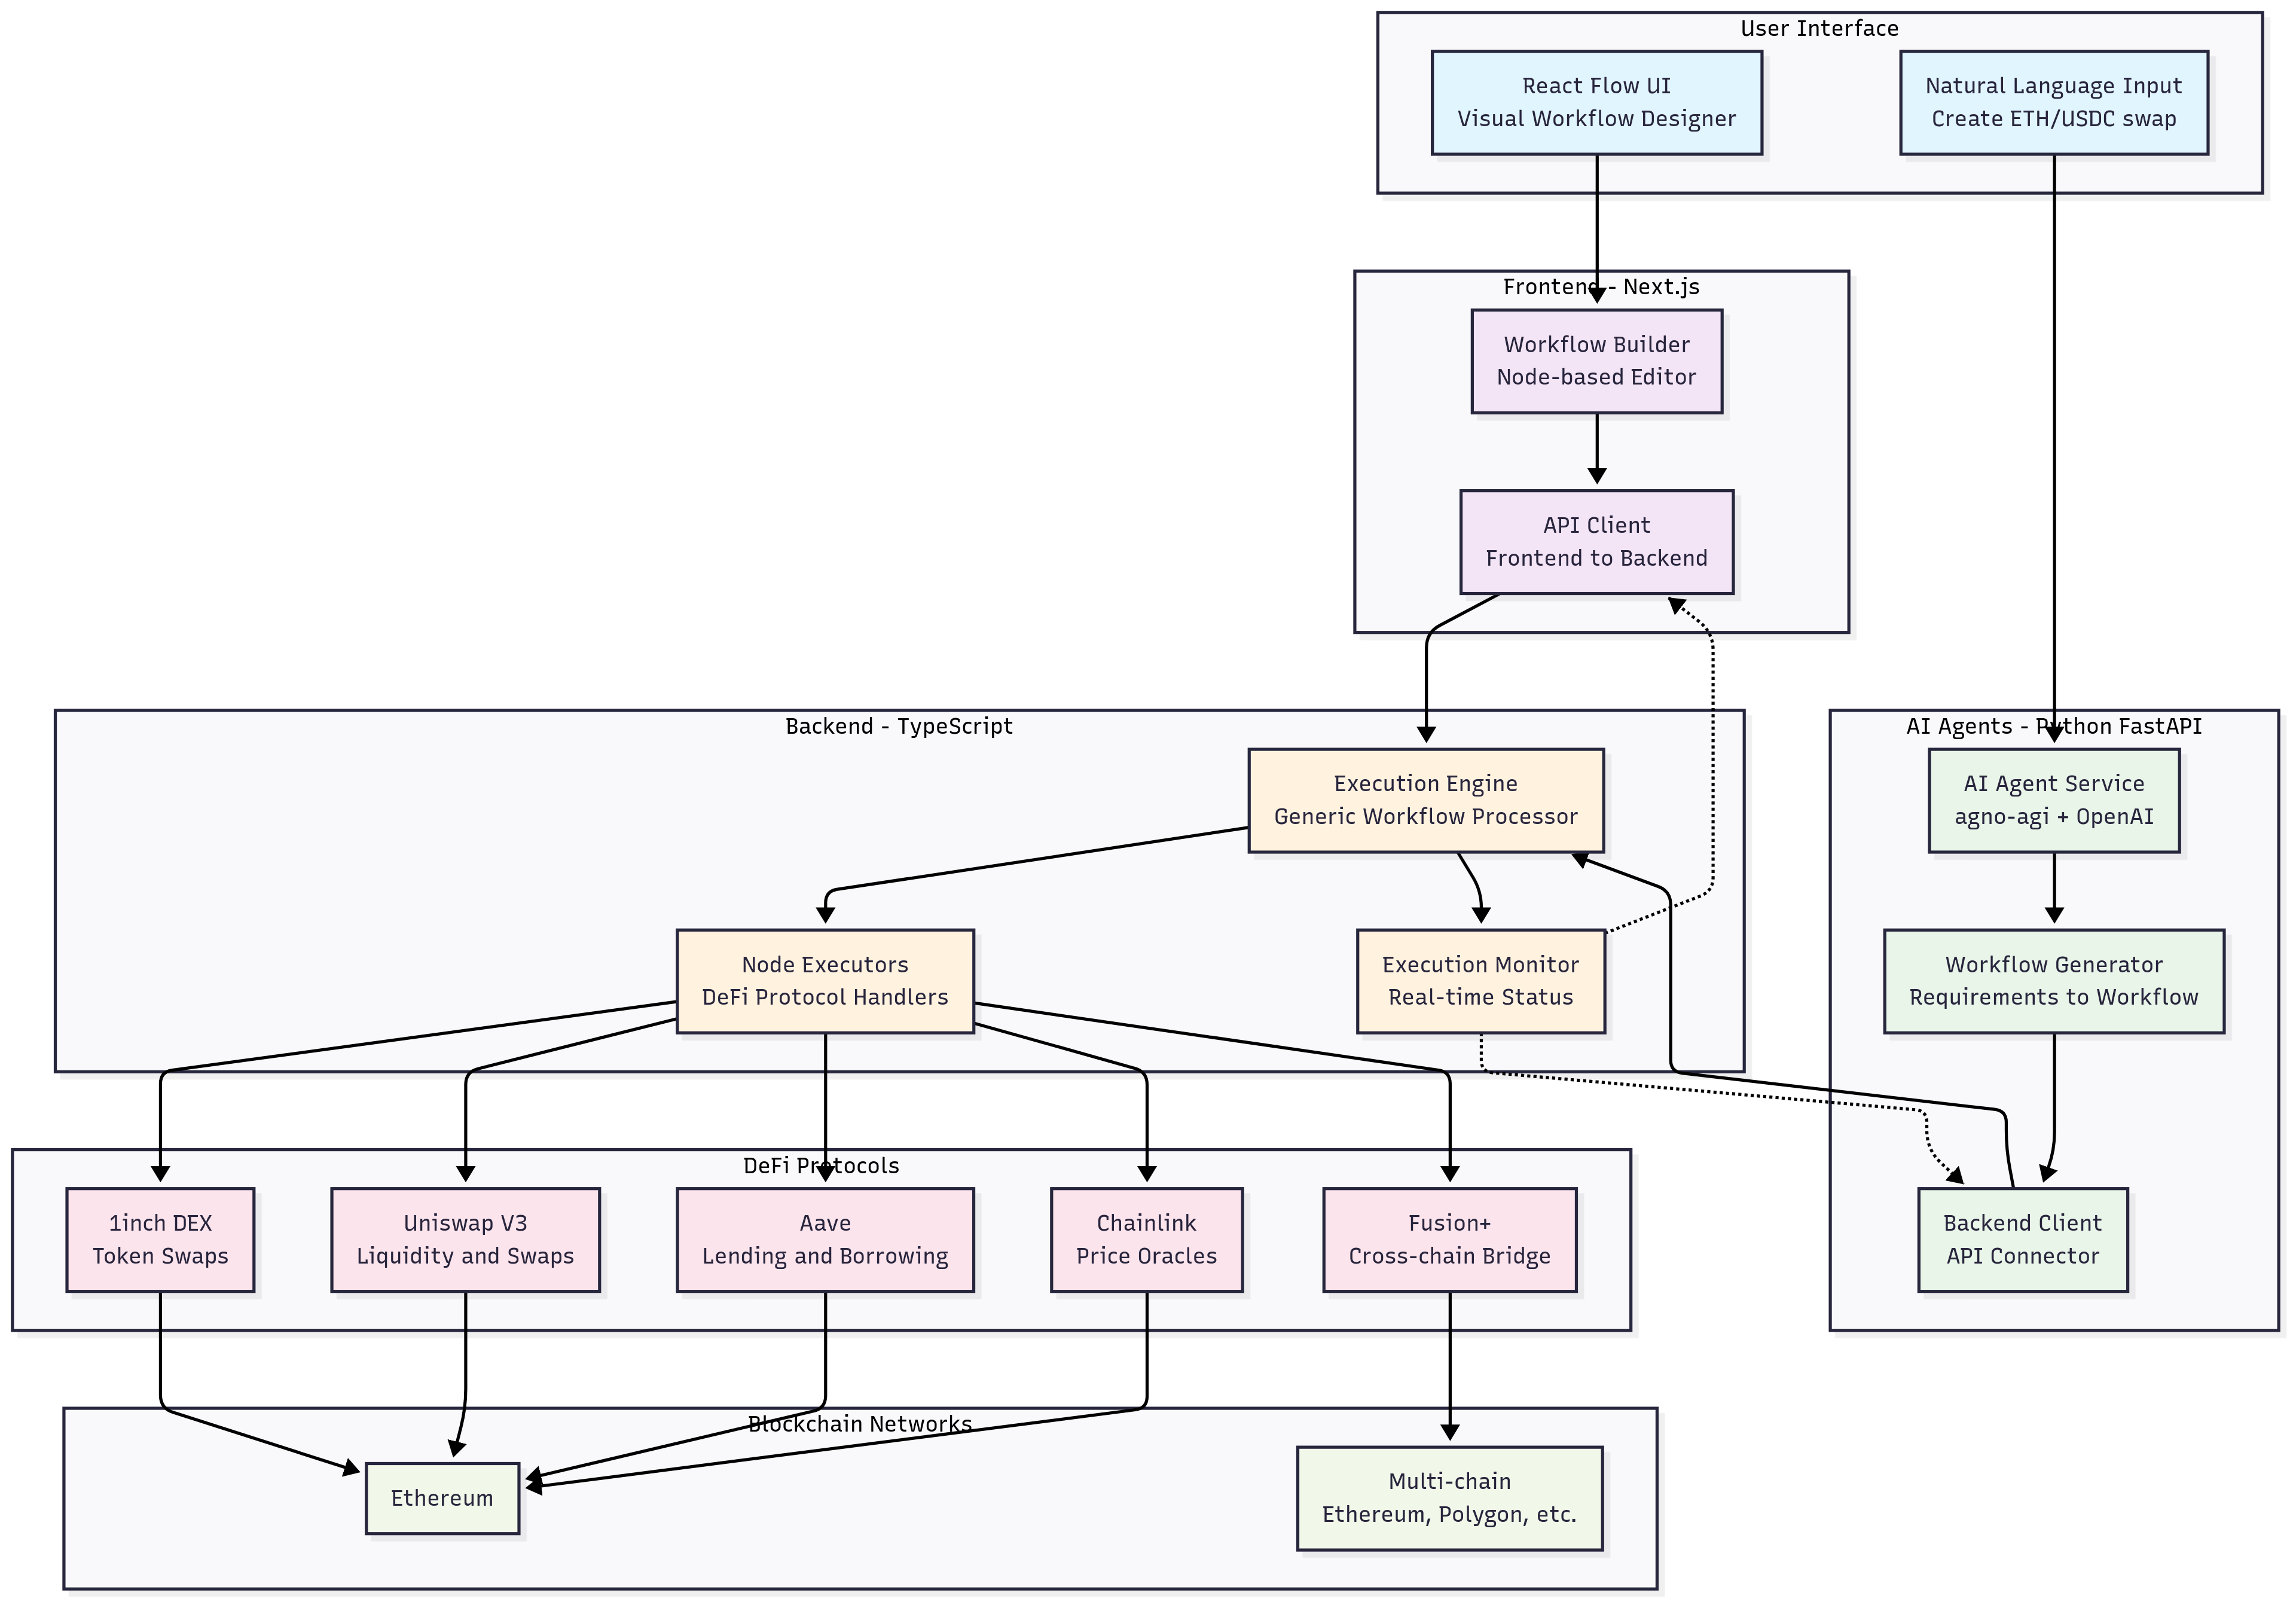 User Interface
React Flow UI
Visual Workflow Designer
Natural Language Input
Create ETH/USDC swap
Frontend - Next.js
Workflow Builder
Node-based Editor
API Client
Frontend to Backend
Backend - TypeScript
Execution Engine
Generic Workflow Processor
Node Executors
DeFi Protocol Handlers
Execution Monitor
Real-time Status
AI Agents - Python FastAPI
AI Agent Service
agno-agi + OpenAI
Workflow Generator
Requirements to Workflow
Backend Client
API Connector
DeFi Protocols
1inch DEX
Token Swaps
Uniswap V3
Liquidity and Swaps
Aave
Lending and Borrowing
Chainlink
Price Oracles
Fusion+
Cross-chain Bridge
Blockchain Networks
Ethereum
Multi-chain
Ethereum, Polygon, etc.